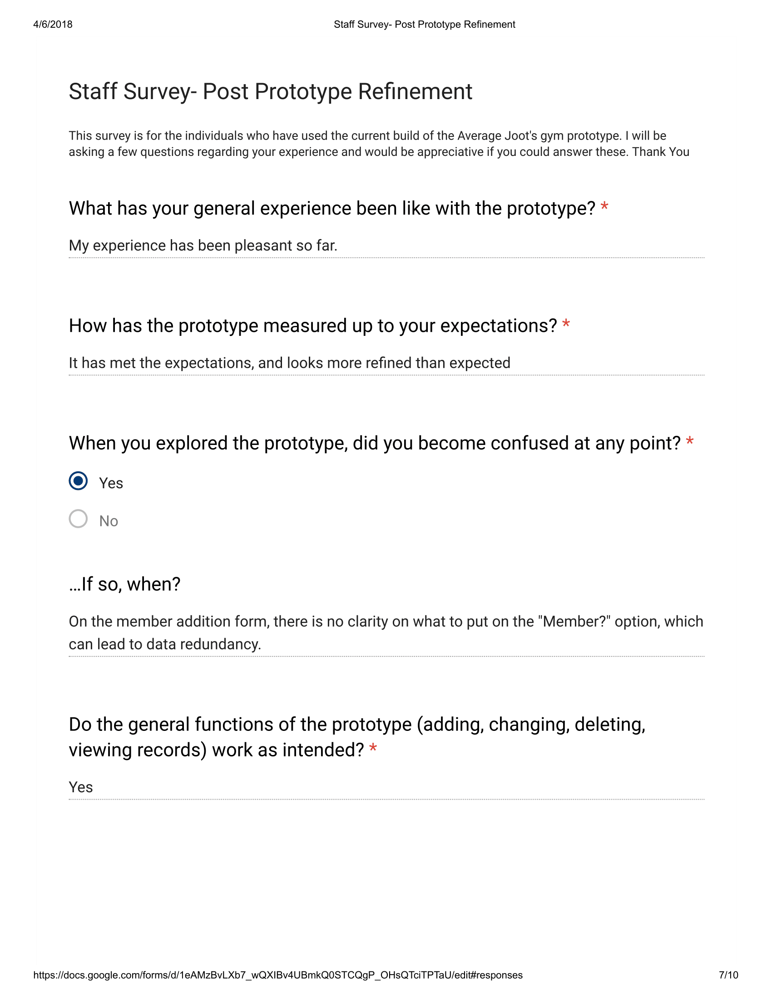 4/6/2018
Staff Survey- Post Prototype Refinement
Staff Survey- Post Prototype Refinement
This survey is for the individuals who have used the current build of the Average Joot's gym prototype. I will be
asking a few questions regarding your experience and would be appreciative if you could answer these. Thank You
What has your general experience been like with the prototype? *
My experience has been pleasant so far.
How has the prototype measured up to your expectations? *
It has met the expectations, and looks more refined than expected
When you explored the prototype, did you become confused at any point? *
Yes
No
...If so, when?
On the member addition form, there is no clarity on what to put on the "Member?" option, which
can lead to data redundancy.
Do the general functions of the prototype (adding, changing, deleting,
viewing records) work as intended? *
Yes
https://docs.google.com/forms/d/1eAMzBvLXb7_wQXIBv4UBmkQ0STCQgP_OHsQTciTPTaU/edit#responses
7/10